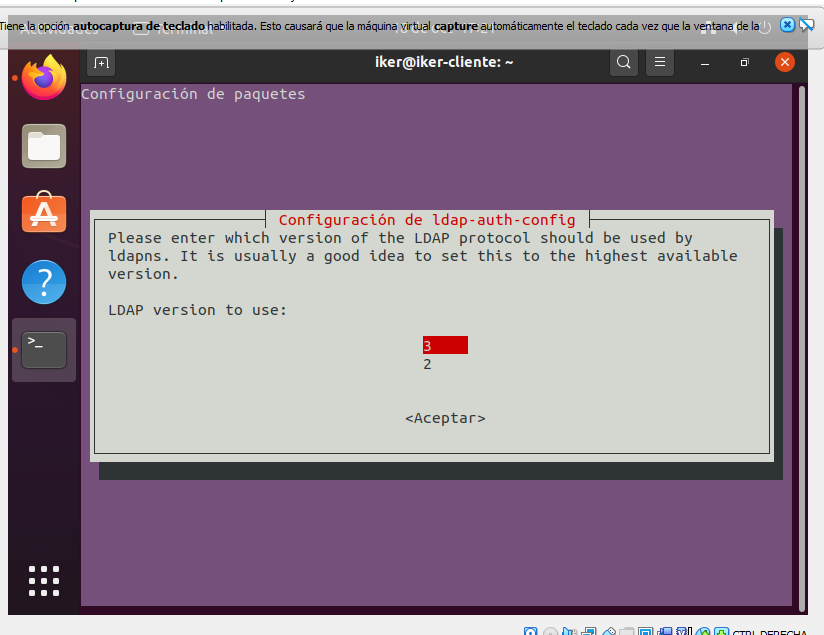 Tiene la opción autocaptura de teclado habilitada. Esto causará que la máquina virtual capture automáticamente el teclado cada vez que la ventana de la
Actividades
Terminal
iker@iker-cliente: ~
Configuración de paquetes
Configuración de ldap-auth-config
Please enter which version of the LDAP protocol should be used by
ldapns. It is usually a good idea to set this to the highest available
version.
LDAP version to use:
3
2
<Aceptar>
CTRL DERECHA